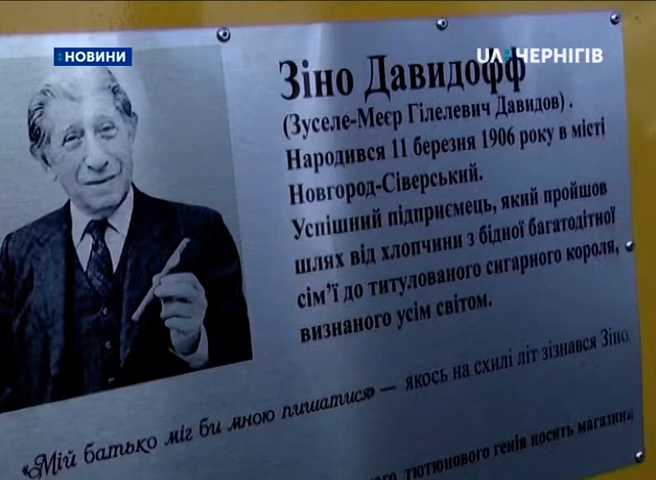 НОВИНИ
UA:ЧЕРНІГІВ
Зіно Давидофф
(Зуселе-Меєр Гілелевич Давидов).
Народився 11 березня 1906 року в місті
Новгород-Сіверський.
Успішний підприємець, який пройшов
шлях від хлопчини з бідної багатодітної
сім'ї до титулованого сигарного короля,
визнаного усім світом.
«Мій батько міг би мною пишатися» — якось на схилі літ зізнався Зіно
тютюнового генія носять магазини